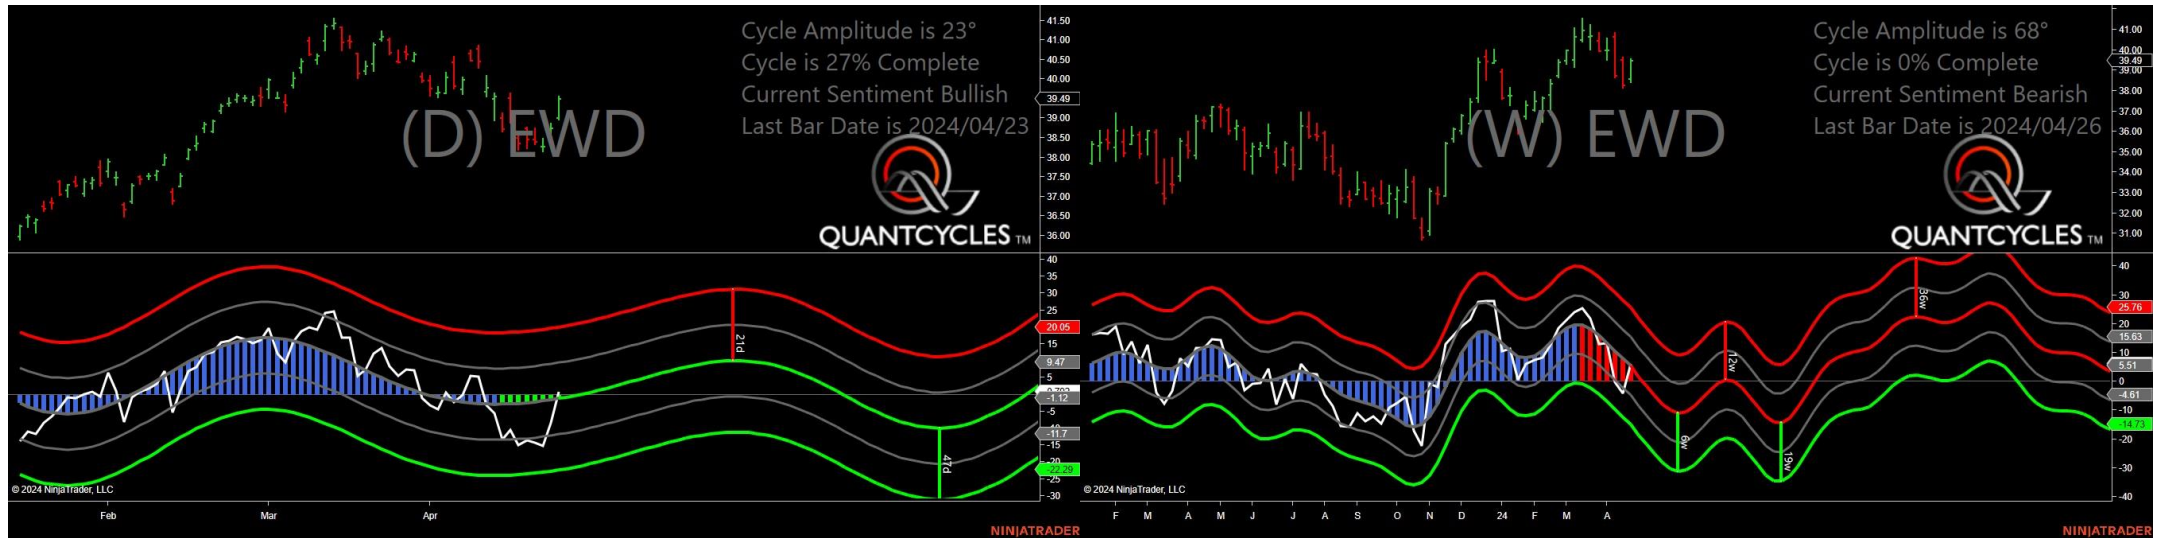 Cycle Amplitude is 23°
Cycle is 27% Complete
Current Sentiment Bullish
Last Bar Date is 2024/04/23
(D) EWD
QUANTCYCLES TM
41.50
41.00
40.50
40.00
39.49
39.00
38.50
38.00
37.50
37.00
36.50
36.00
40
35
30
25
20.05
15
9.47
5
-1.12
-5
-11.7
-15
-22.29
-25
-30
21d
47d
© 2024 NinjaTrader, LLC
Feb Mar Apr
NINJATRADER
Cycle Amplitude is 68°
Cycle is 0% Complete
Current Sentiment Bearish
Last Bar Date is 2024/04/26
(W) EWD
QUANTCYCLES TM
41.00
40.00
39.49
39.00
38.00
37.00
36.00
35.00
34.00
33.00
32.00
31.00
40
30
25.76
20
15.63
10
5.51
0
-4.61
-10
-14.73
-20
-30
-40
6w
12w
19w
36w
© 2024 NinjaTrader, LLC
F M A M J J A S O N D 24 F M A
NINJATRADER